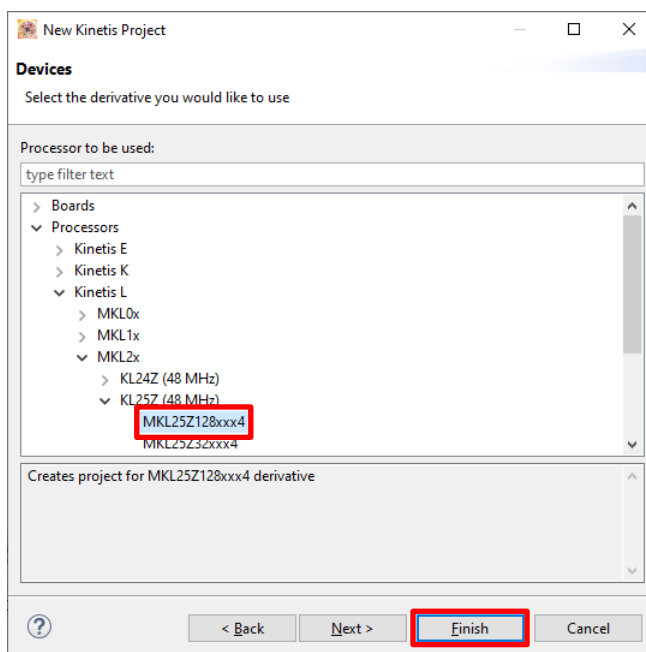 New Kinetis Project
Devices
Select the derivative you would like to use
Processor to be used:
type filter text
Boards
Processors
Kinetis E
Kinetis K
Kinetis L
MKL0x
MKL1x
MKL2x
KL24Z (48 MHz)
KL25Z (48 MHz)
MKL25Z128xxx4
MKL25Z32xxx4
Creates project for MKL25Z128xxx4 derivative
< Back Next > Finish Cancel